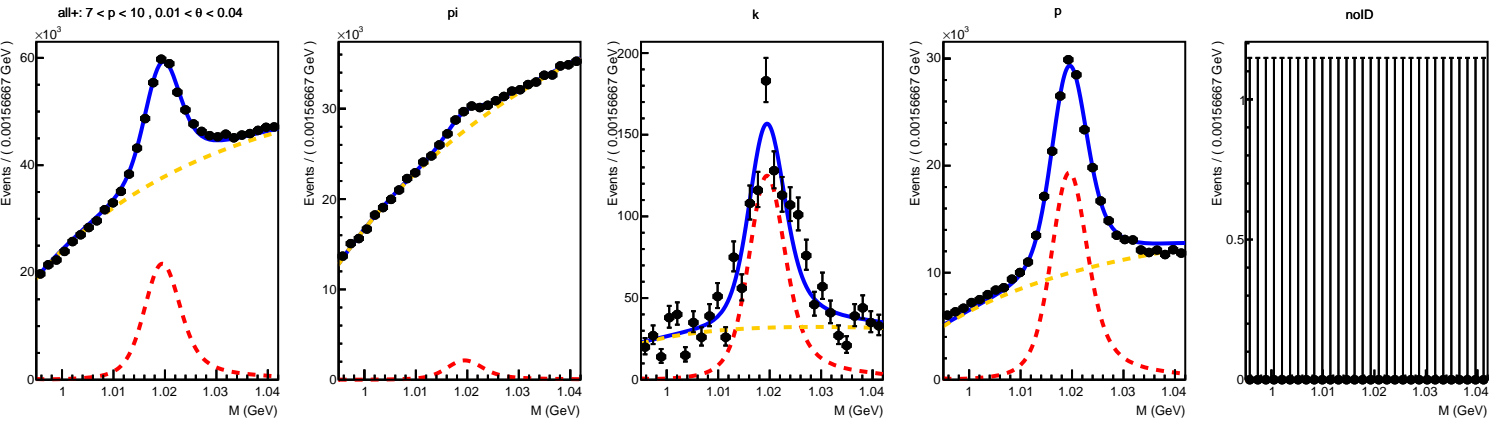 all+: 7 < p < 10 , 0.01 < θ < 0.04
×10³
Events / ( 0.00156667 GeV )
60
40
20
0
1 1.01 1.02 1.03 1.04
M (GeV)
pi
×10³
Events / ( 0.00156667 GeV )
30
20
10
0
1 1.01 1.02 1.03 1.04
M (GeV)
k
Events / ( 0.00156667 GeV )
200
150
100
50
0
1 1.01 1.02 1.03 1.04
M (GeV)
p
×10³
Events / ( 0.00156667 GeV )
30
20
10
0
1 1.01 1.02 1.03 1.04
M (GeV)
noID
Events / ( 0.00156667 GeV )
1
0.5
0
1 1.01 1.02 1.03 1.04
M (GeV)